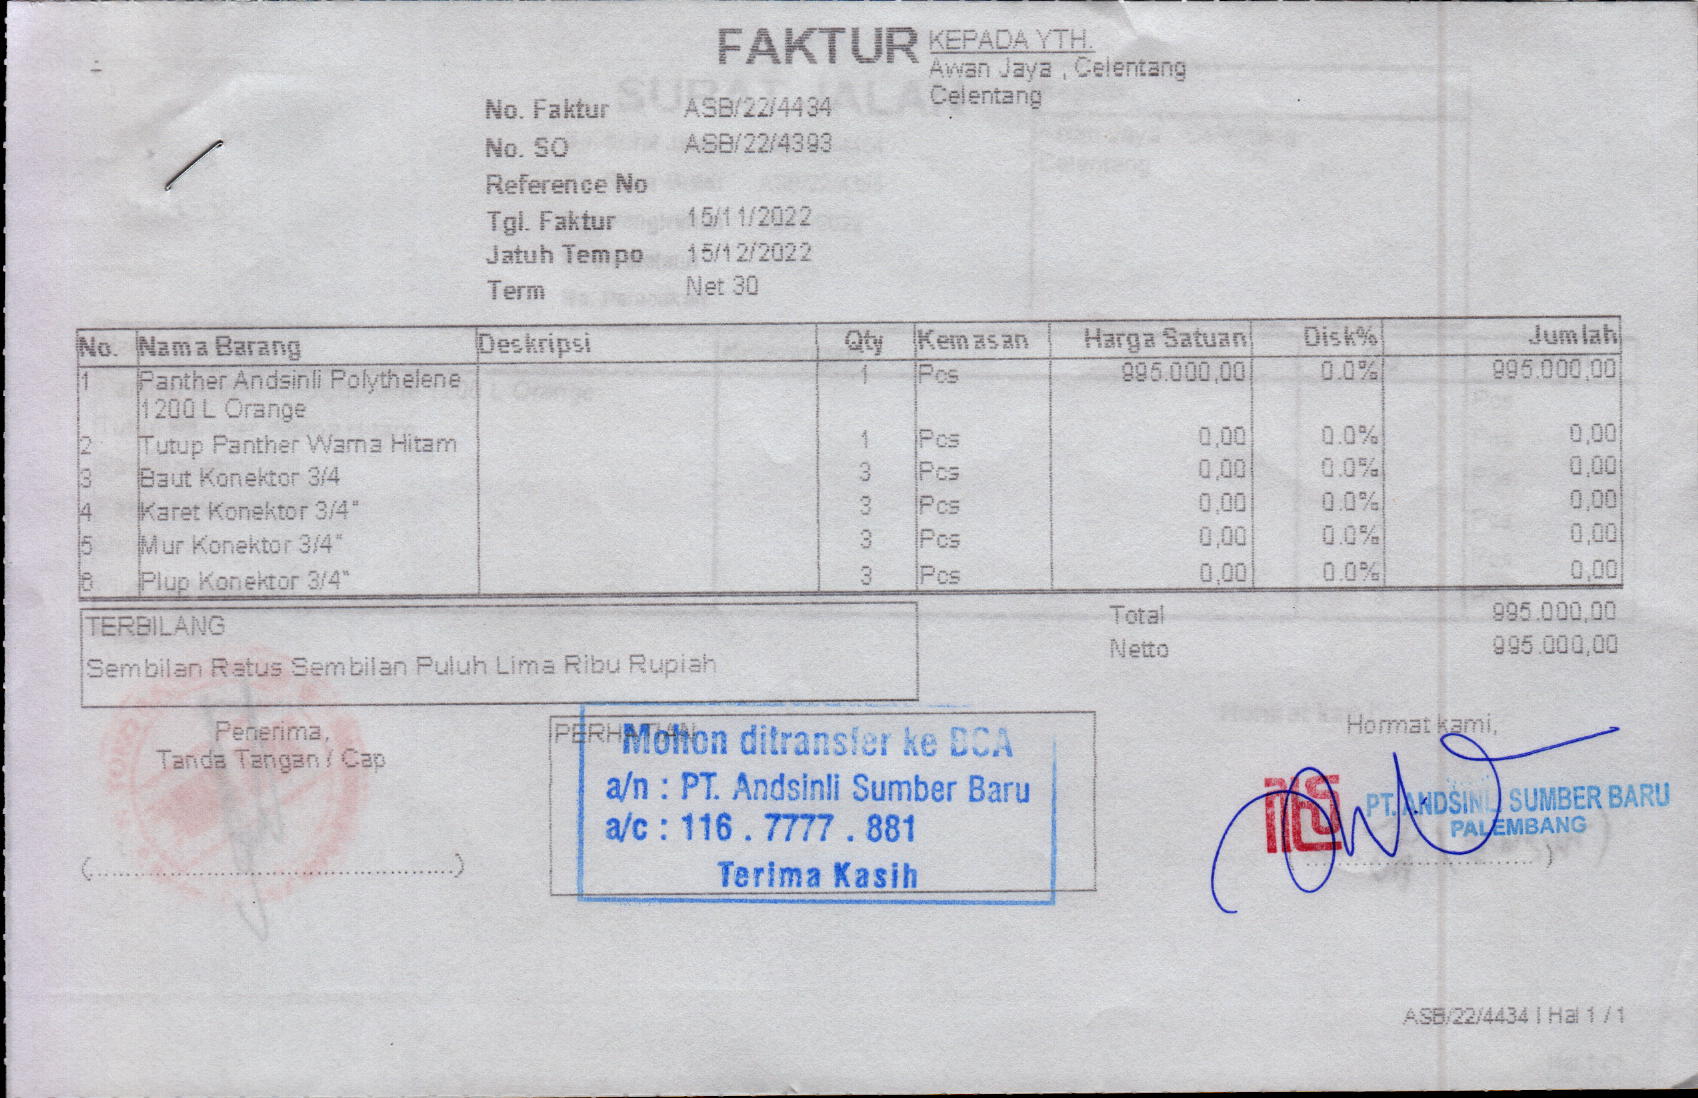 FAKTUR
KEPADA YTH.
Awan Jaya , Celentang
Celentang
No. Faktur ASB/22/4434
No. SO ASB/22/4393
Reference No
Tgl. Faktur 15/11/2022
Jatuh Tempo 15/12/2022
Term Net 30
No. Nama Barang Deskripsi Qty Kemasan Harga Satuan Disk% Jumlah
1 Panther Andsinli Polythelene 1 Pcs 995.000,00 0.0% 995.000,00
1200 L Orange
2 Tutup Panther Warna Hitam 1 Pcs 0,00 0.0% 0,00
3 Baut Konektor 3/4 3 Pcs 0,00 0.0% 0,00
4 Karet Konektor 3/4" 3 Pcs 0,00 0.0% 0,00
5 Mur Konektor 3/4" 3 Pcs 0,00 0.0% 0,00
6 Plup Konektor 3/4" 3 Pcs 0,00 0.0% 0,00
TERBILANG
Sembilan Ratus Sembilan Puluh Lima Ribu Rupiah
Total 995.000,00
Netto 995.000,00
Penerima,
Tanda Tangan / Cap
(....................................................)
PERHATIAN
Mohon ditransfer ke BCA
a/n : PT. Andsinli Sumber Baru
a/c : 116 . 7777 . 881
Terima Kasih
Hormat kami,
PT. ANDSINLI SUMBER BARU
PALEMBANG
ASB/22/4434 | Hal 1 / 1